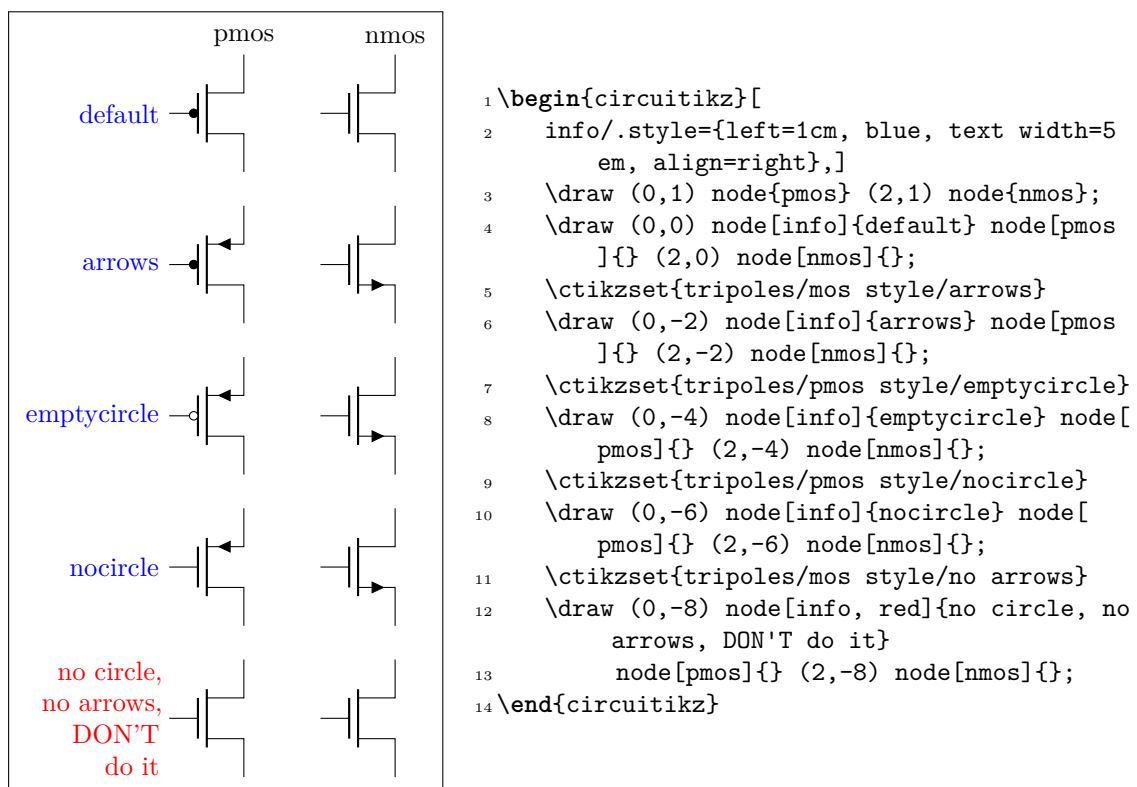 pmos nmos
default
arrows
emptycircle
nocircle
no circle,
no arrows,
DON'T
do it
1 \begin{circuitikz}[
2 info/.style={left=1cm, blue, text width=5
em, align=right},]
3 \draw (0,1) node{pmos} (2,1) node{nmos};
4 \draw (0,0) node[info]{default} node[pmos
]{} (2,0) node[nmos]{};
5 \ctikzset{tripoles/mos style/arrows}
6 \draw (0,-2) node[info]{arrows} node[pmos
]{} (2,-2) node[nmos]{};
7 \ctikzset{tripoles/pmos style/emptycircle}
8 \draw (0,-4) node[info]{emptycircle} node[
pmos]{} (2,-4) node[nmos]{};
9 \ctikzset{tripoles/pmos style/nocircle}
10 \draw (0,-6) node[info]{nocircle} node[
pmos]{} (2,-6) node[nmos]{};
11 \ctikzset{tripoles/mos style/no arrows}
12 \draw (0,-8) node[info, red]{no circle, no
arrows, DON'T do it}
13 node[pmos]{} (2,-8) node[nmos]{};
14 \end{circuitikz}